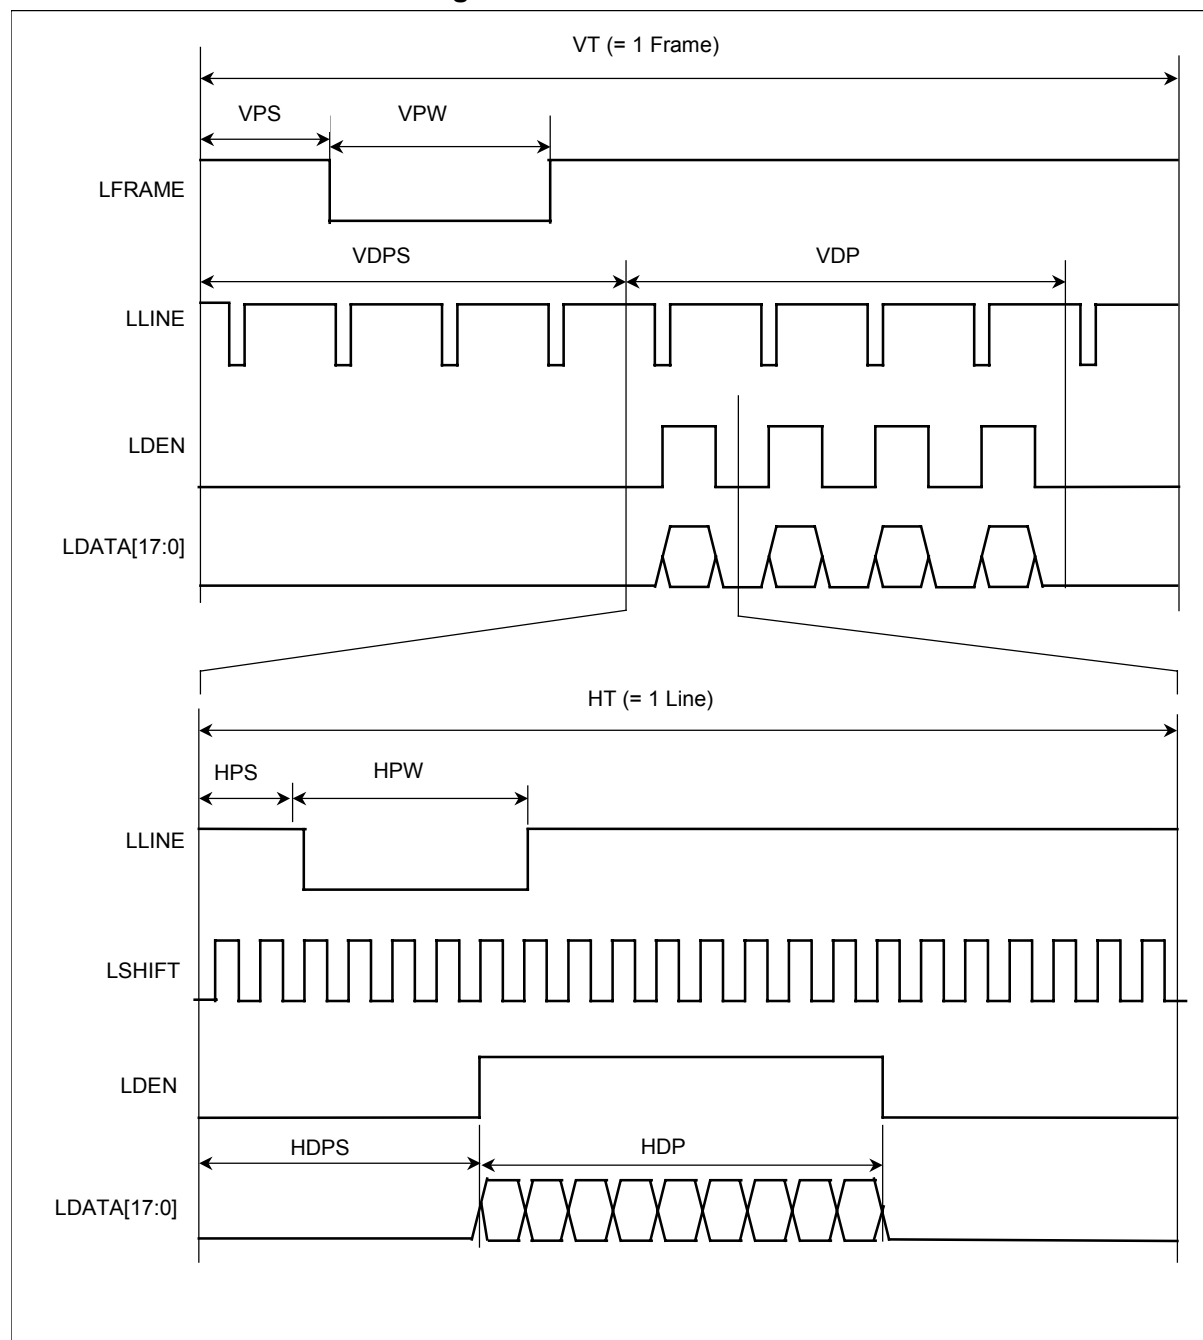 VT (= 1 Frame)
VPS
VPW
LFRAME
VDPS
VDP
LLINE
LDEN
LDATA[17:0]
HT (= 1 Line)
HPS
HPW
LLINE
LSHIFT
LDEN
HDPS
HDP
LDATA[17:0]